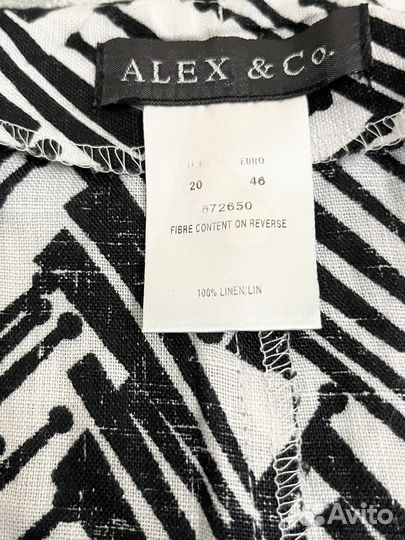 ALEX & Co.
U.K EURO
20 46
672650
FIBRE CONTENT ON REVERSE
100% LINEN/LIN
Avito